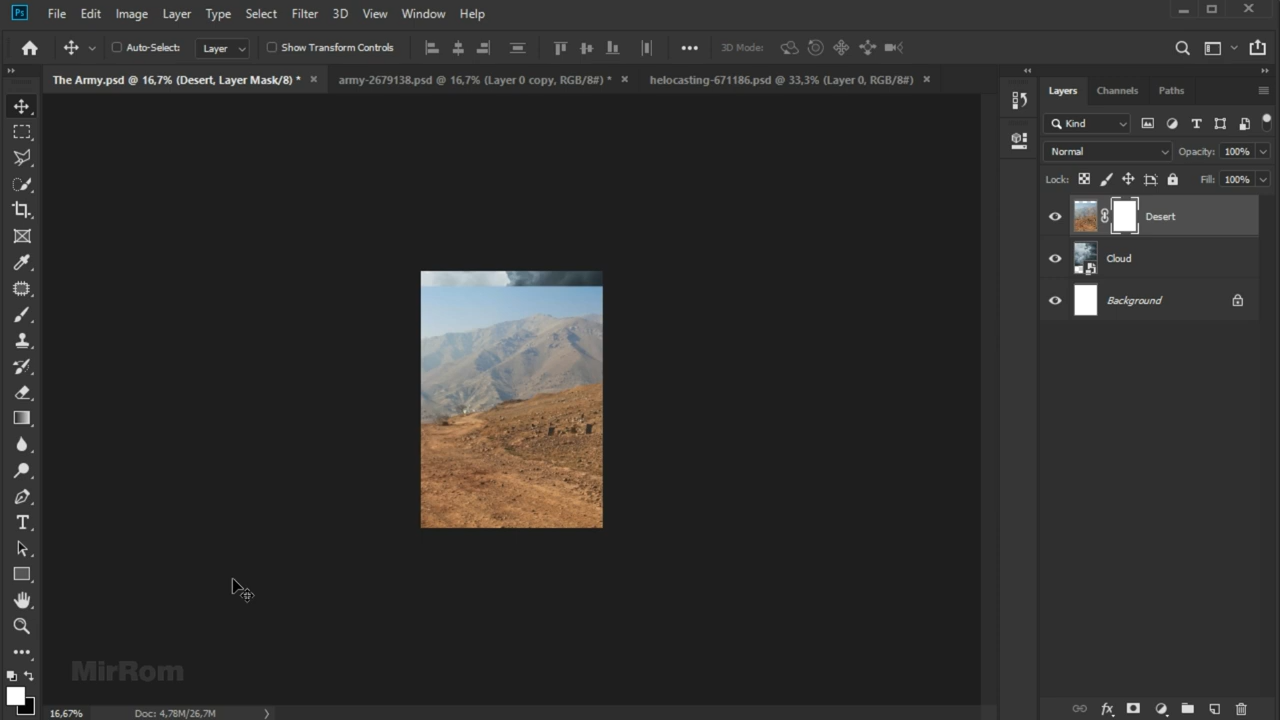 Ps File Edit Image Layer Type Select Filter 3D View Window Help
Auto-Select: Layer Show Transform Controls 3D Mode:
The Army.psd @ 16,7% (Desert, Layer Mask/8) * army-2679138.psd @ 16,7% (Layer 0 copy, RGB/8#) * helocasting-671186.psd @ 33,3% (Layer 0, RGB/8#)
Layers Channels Paths
Kind
Normal Opacity: 100%
Lock: Fill: 100%
Desert
Cloud
Background
MirRom
16,67% Doc: 4,78M/26,7M